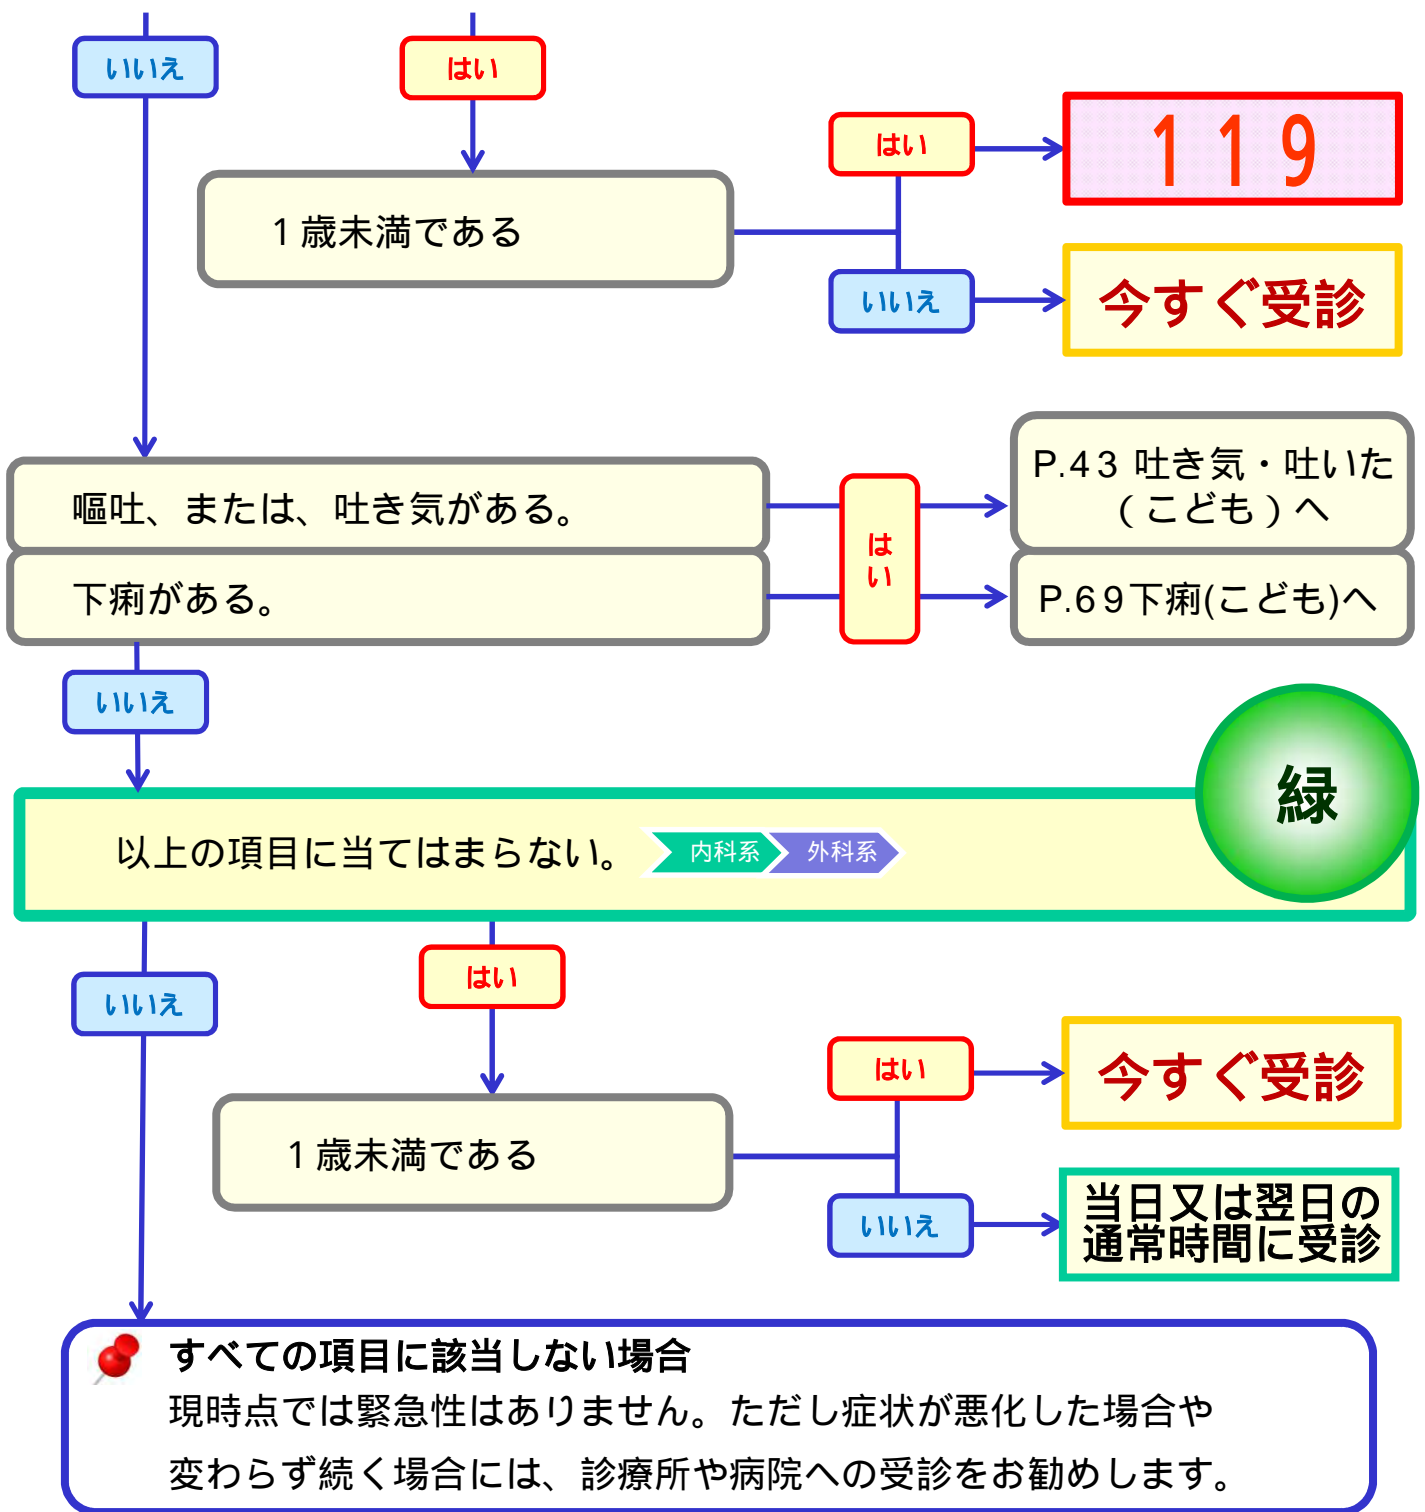 いいえ
はい
はい
１１９
１歳未満である
いいえ
今すぐ受診
嘔吐、または、吐き気がある。
はい
P.43 吐き気・吐いた
（こども）へ
下痢がある。
P.69下痢(こども)へ
いいえ
緑
以上の項目に当てはまらない。 内科系 外科系
いいえ
はい
はい
今すぐ受診
１歳未満である
いいえ
当日又は翌日の
通常時間に受診
すべての項目に該当しない場合
現時点では緊急性はありません。ただし症状が悪化した場合や
変わらず続く場合には、診療所や病院への受診をお勧めします。